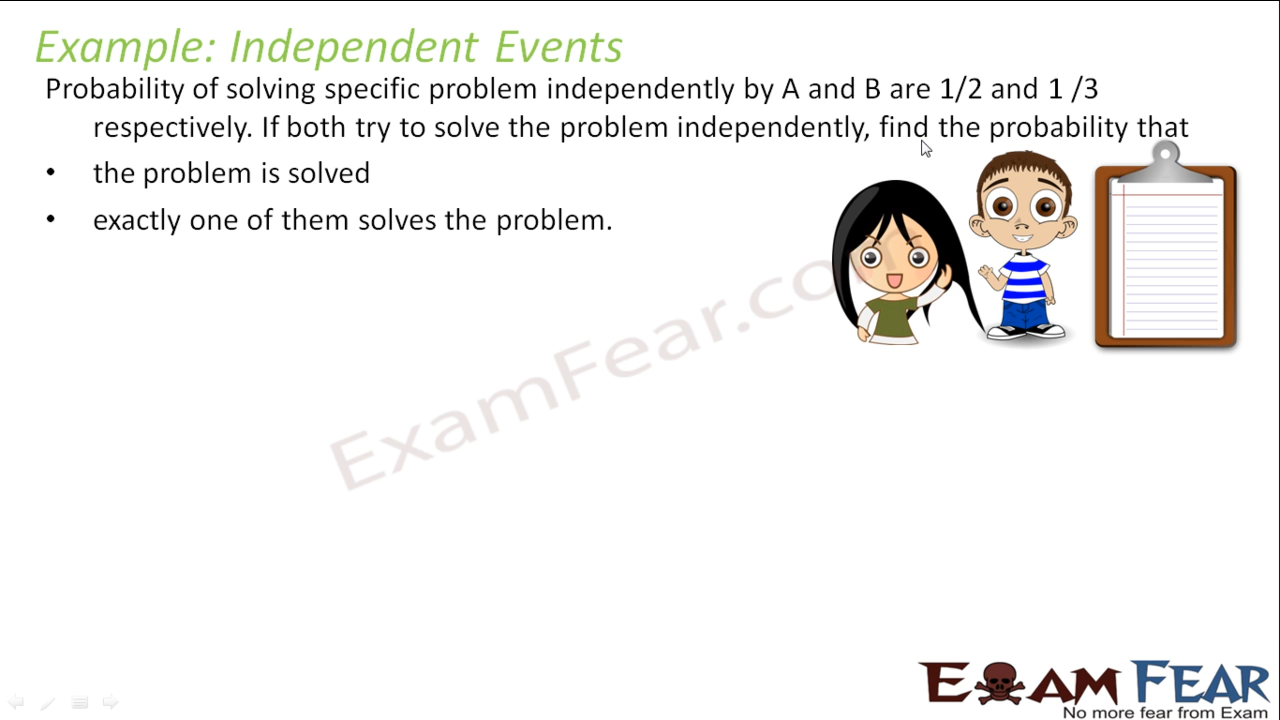 Example: Independent Events
Probability of solving specific problem independently by A and B are 1/2 and 1 /3
respectively. If both try to solve the problem independently, find the probability that
• the problem is solved
• exactly one of them solves the problem.
ExamFear.com
EXAM FEAR
No more fear from Exam